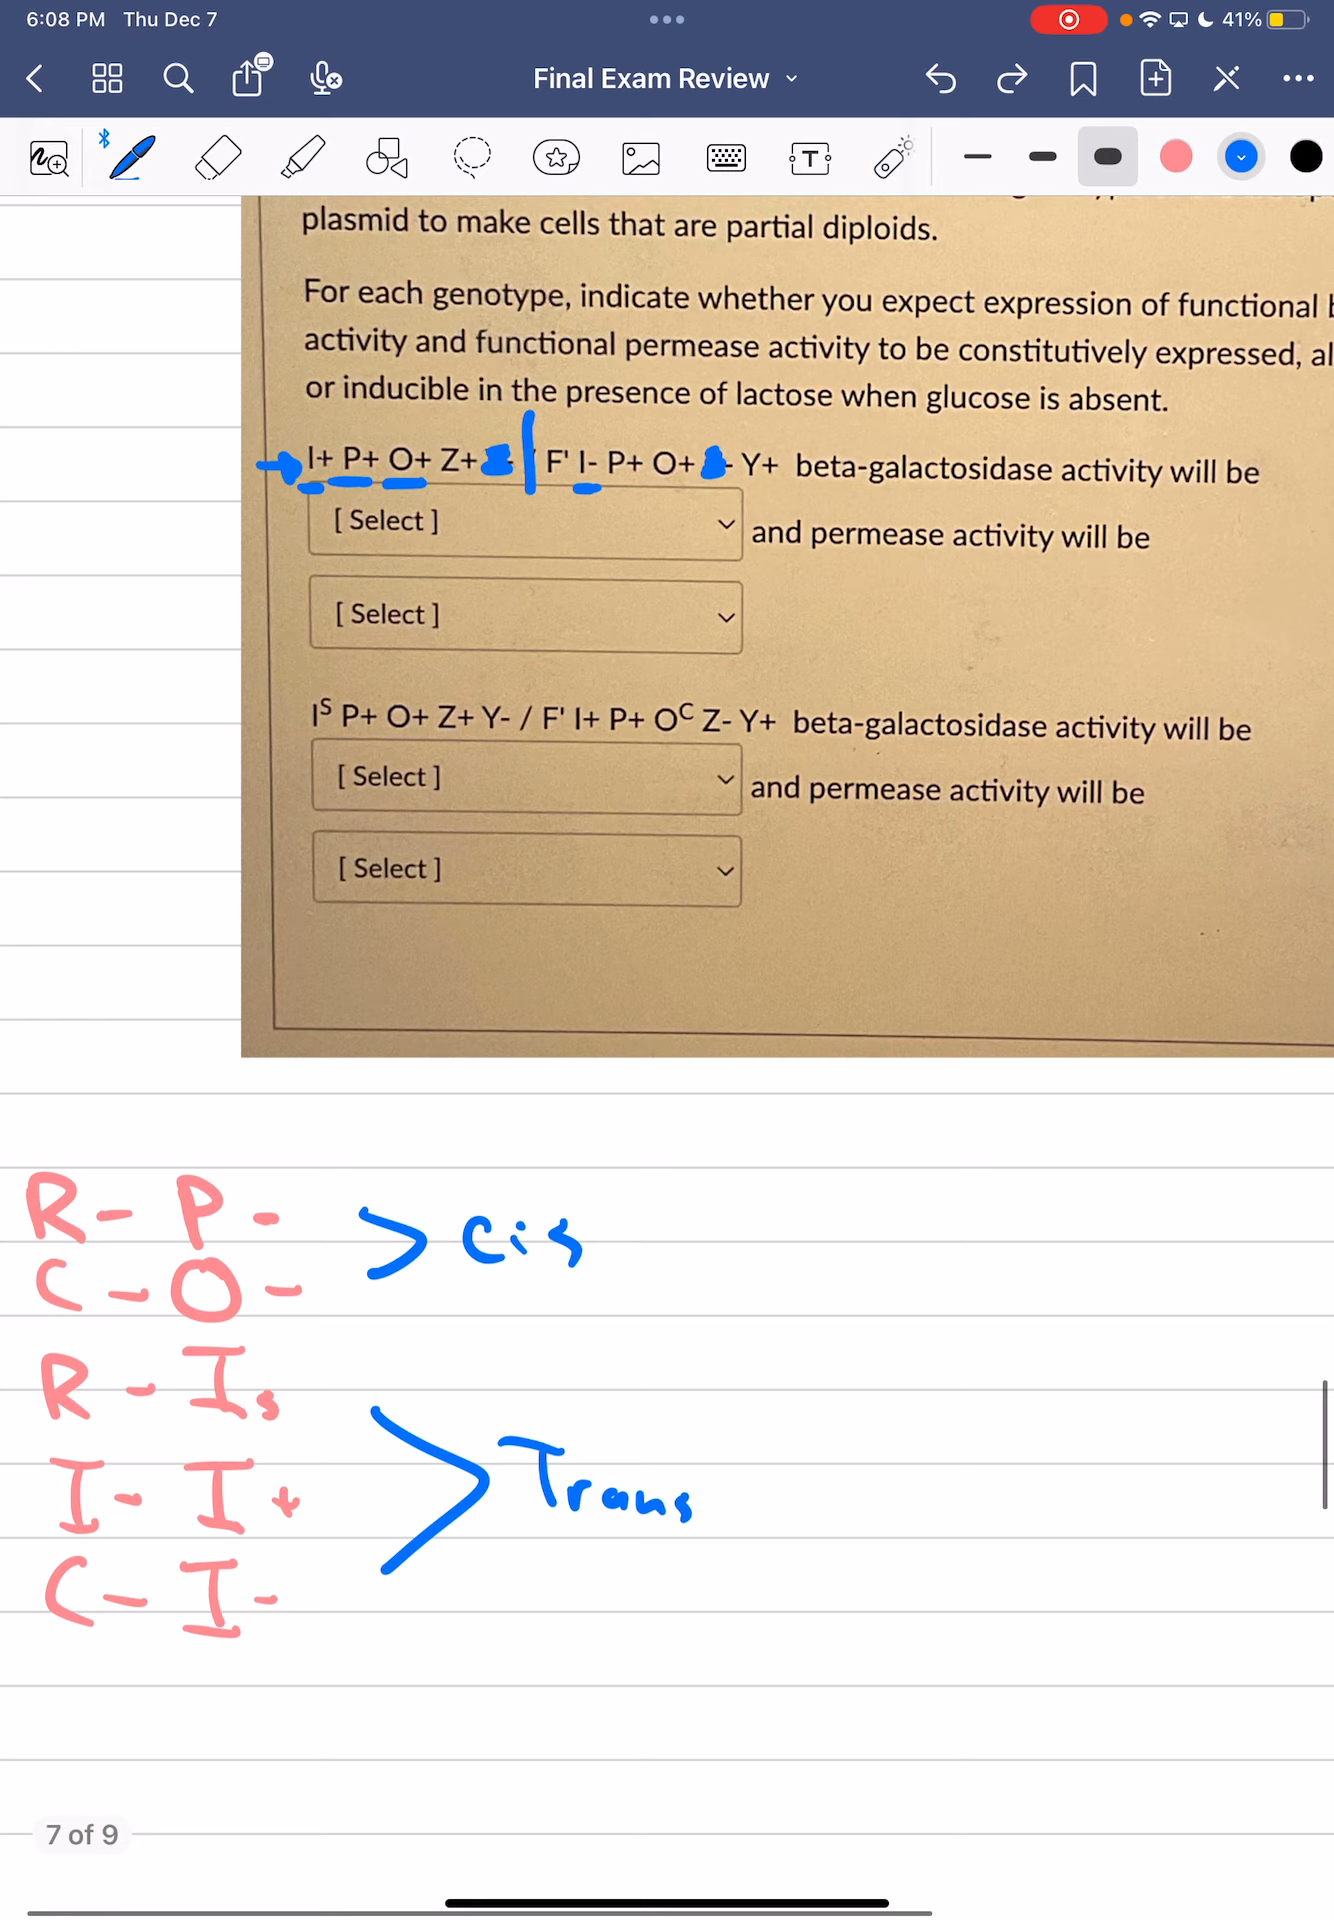 6:08 PM Thu Dec 7
41%
Final Exam Review
T
plasmid to make cells that are partial diploids.
For each genotype, indicate whether you expect expression of functional
activity and functional permease activity to be constitutively expressed, al
or inducible in the presence of lactose when glucose is absent.
I+ P+ O+ Z+ F' I- P+ O+ - Y+ beta-galactosidase activity will be
[ Select ]
and permease activity will be
[ Select ]
Iˢ P+ O+ Z+ Y- / F' I+ P+ Oᶜ Z- Y+ beta-galactosidase activity will be
[ Select ]
and permease activity will be
[ Select ]
R - P -
> cis
C - O -
R - Is
> Trans
I - I +
C - I -
7 of 9